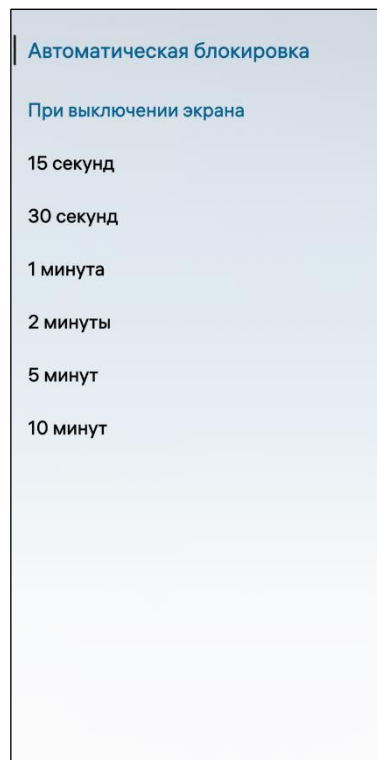 Автоматическая блокировка
При выключении экрана
15 секунд
30 секунд
1 минута
2 минуты
5 минут
10 минут